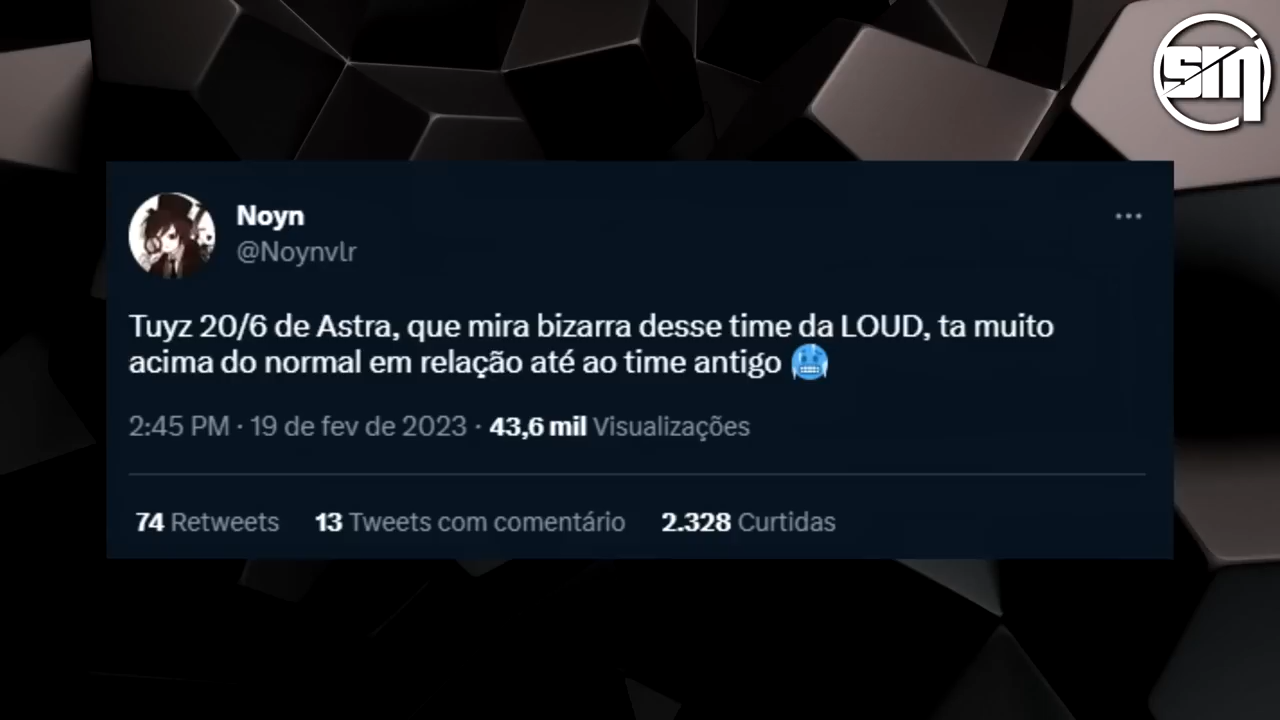 sm
Noyn
@Noynvlr
Tuyz 20/6 de Astra, que mira bizarra desse time da LOUD, ta muito
acima do normal em relação até ao time antigo 🥶
2:45 PM · 19 de fev de 2023 · 43,6 mil Visualizações
74 Retweets 13 Tweets com comentário 2.328 Curtidas